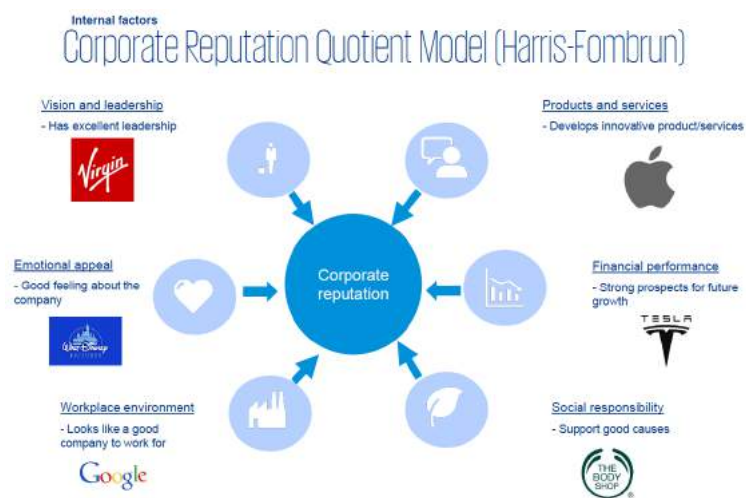 Internal factors
Corporate Reputation Quotient Model (Harris-Fombrun)
Vision and leadership
- Has excellent leadership
Virgin
Products and services
- Develops innovative product/services
Emotional appeal
- Good feeling about the
company
WALT DISNEY
PICTURES
Corporate
reputation
Financial performance
- Strong prospects for future
growth
TESLA
Workplace environment
- Looks like a good
company to work for
Google
Social responsibility
- Support good causes
THE
BODY
SHOP
®